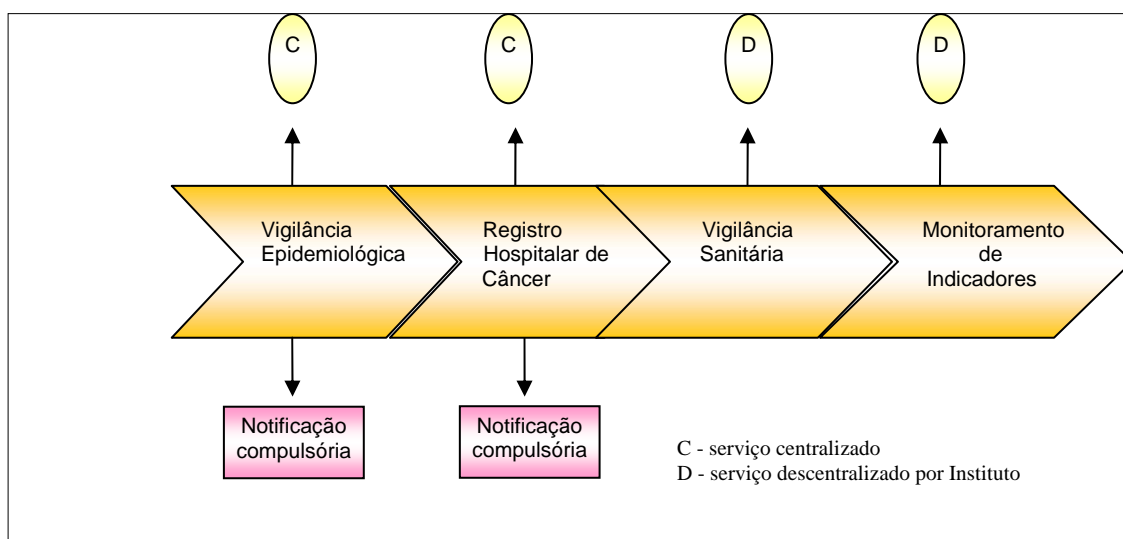 C
C
D
D
Vigilância
Epidemiológica
Registro
Hospitalar de
Câncer
Vigilância
Sanitária
Monitoramento
de
Indicadores
Notificação
compulsória
Notificação
compulsória
C - serviço centralizado
D - serviço descentralizado por Instituto